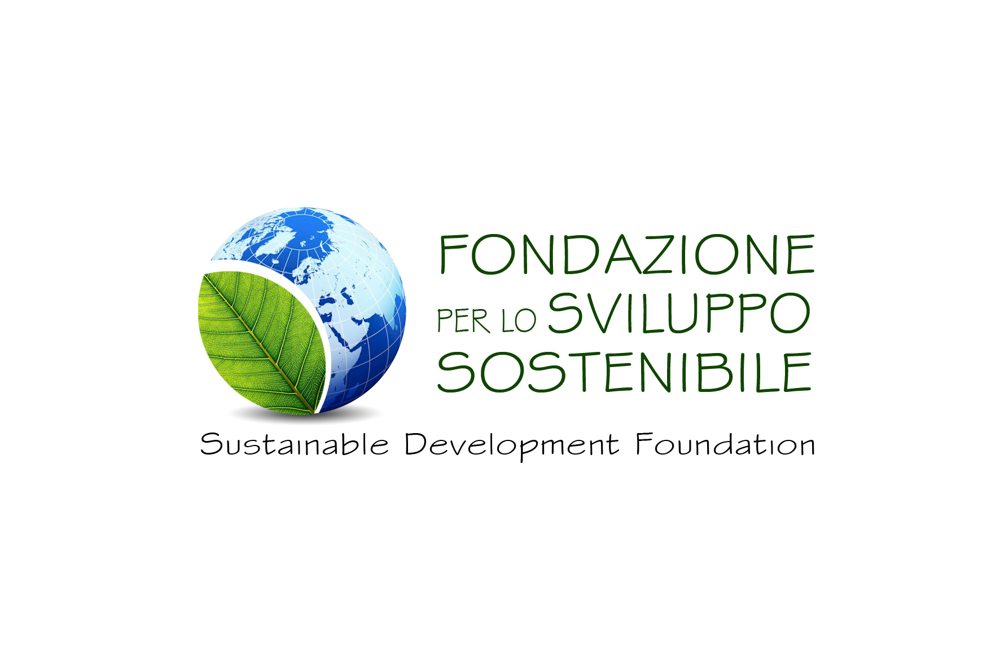 FONDAZIONE
PER LO SVILUPPO
SOSTENIBILE
Sustainable Development Foundation